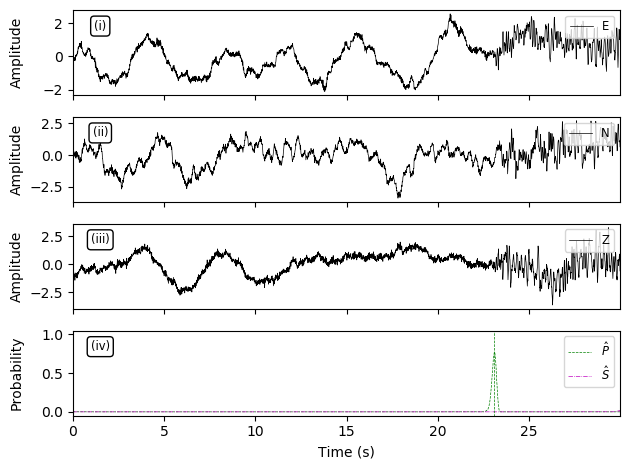 (i)
E
Amplitude
2
0
−2
(ii)
N
Amplitude
2.5
0.0
−2.5
(iii)
Z
Amplitude
2.5
0.0
−2.5
(iv)
P̂
Ŝ
Probability
1.0
0.5
0.0
0 5 10 15 20 25
Time (s)